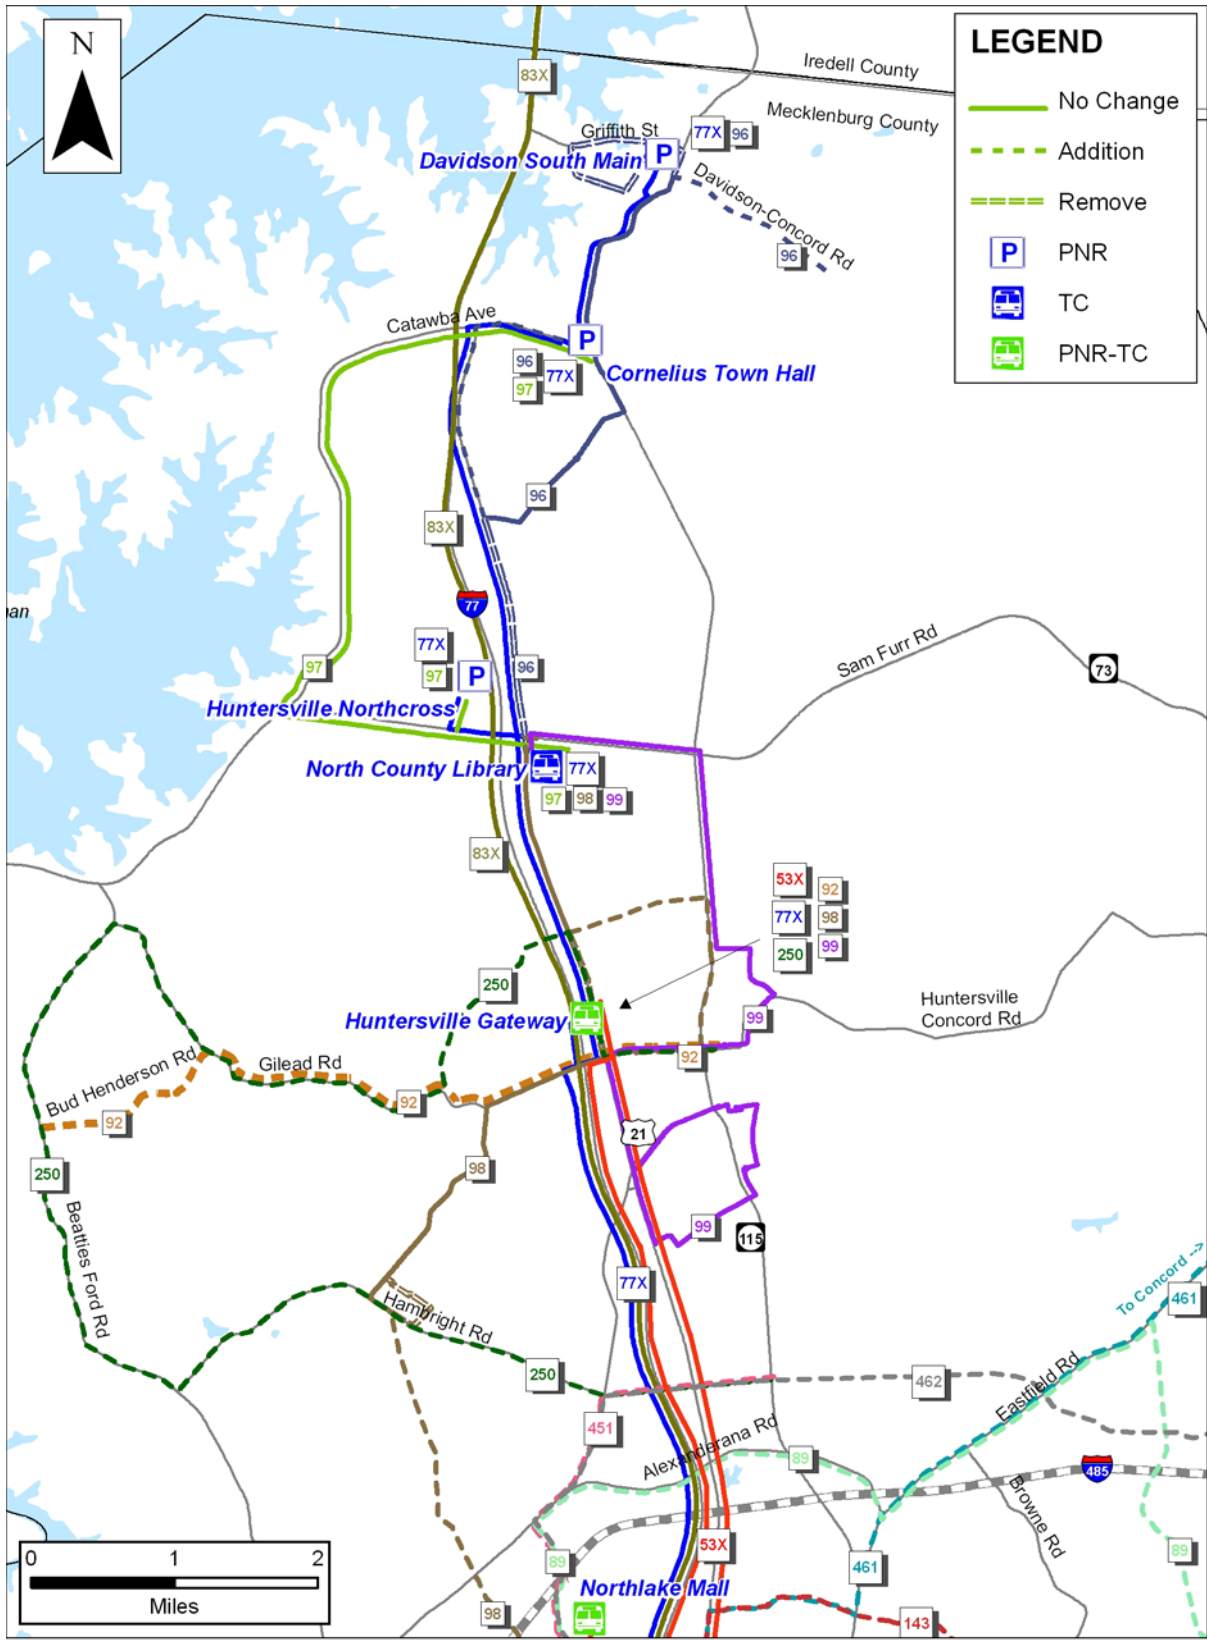 N
LEGEND
No Change
Addition
Remove
P PNR
TC
PNR-TC
Iredell County
Mecklenburg County
83X
Griffith St
77X 96
Davidson South Main P
Davidson-Concord Rd
96
Catawba Ave
P
96
97
77X
Cornelius Town Hall
96
83X
77
77X
97
P
97
96
Sam Furr Rd
73
Huntersville Northcross
North County Library
77X
97 98 99
83X
53X 92
77X 98
250 99
250
Huntersville Gateway
99
Huntersville
Concord Rd
92
Gilead Rd
Bud Henderson Rd
92
92
21
250
98
99
115
Beatties Ford Rd
77X
To Concord -->
461
Hambright Rd
250
462
Eastfield Rd
451
Alexanderana Rd
89
485
Browne Rd
53X
89
461
89
0 1 2
Miles
Northlake Mall
98
143